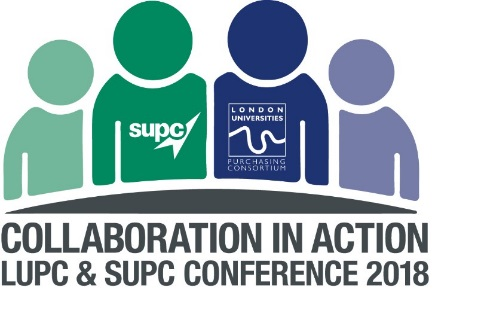 supc
LONDON
UNIVERSITIES
PURCHASING
CONSORTIUM
COLLABORATION IN ACTION
LUPC & SUPC CONFERENCE 2018